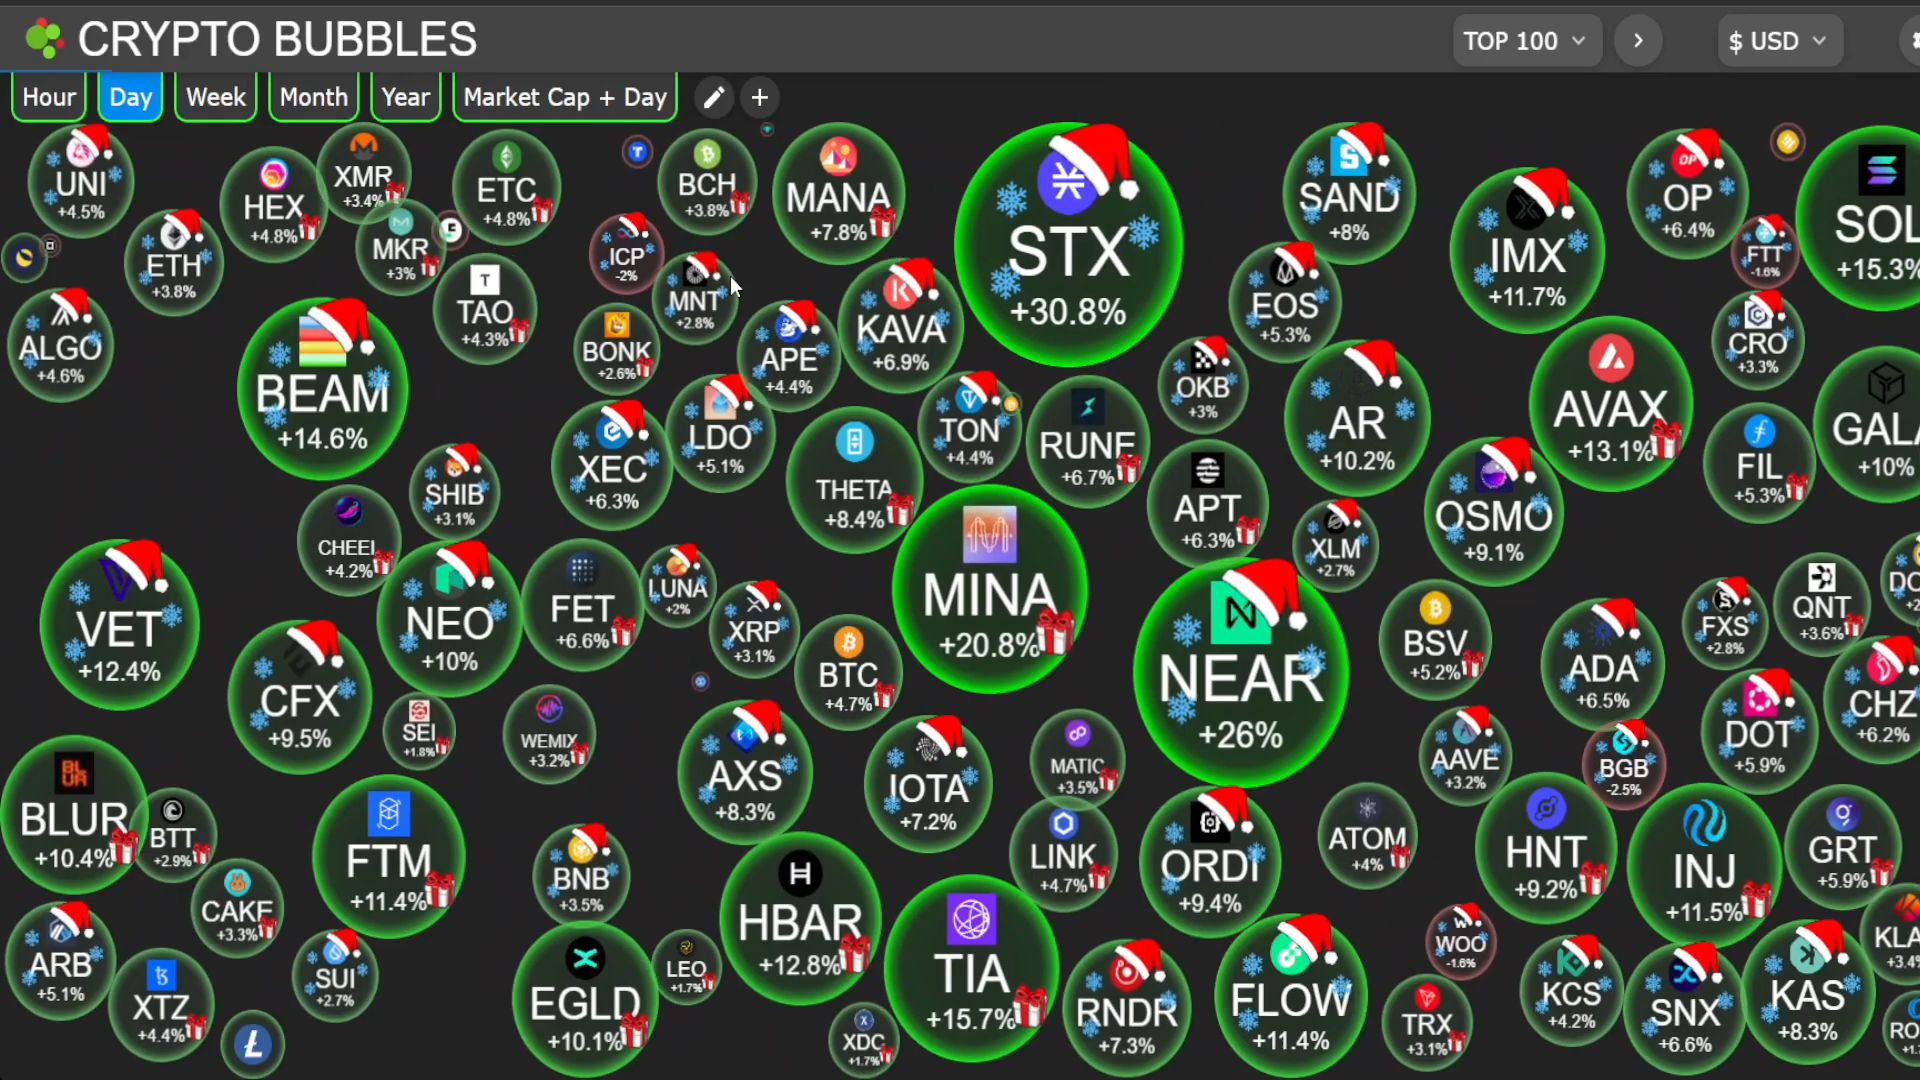 CRYPTO BUBBLES
TOP 100
$ USD
Hour
Day
Week
Month
Year
Market Cap + Day
UNI
+4.5%
HEX
+4.8%
XMR
+3.4%
ETC
+4.8%
BCH
+3.8%
MANA
+7.8%
STX
+30.8%
SAND
+8%
IMX
+11.7%
OP
+6.4%
SOL
+15.3%
ETH
+3.8%
MKR
+3%
ICP
-2%
FTT
-1.6%
TAO
+4.3%
MNT
+2.8%
EOS
+5.3%
ALGO
+4.6%
BEAM
+14.6%
BONK
+2.6%
APE
+4.4%
KAVA
+6.9%
OKB
+3%
AR
+10.2%
AVAX
+13.1%
CRO
+3.3%
XEC
+6.3%
LDO
+5.1%
TON
+4.4%
RUNE
+6.7%
FIL
+5.3%
GALA
+10%
SHIB
+3.1%
THETA
+8.4%
APT
+6.3%
XLM
+2.7%
OSMO
+9.1%
CHEEL
+4.2%
VET
+12.4%
NEO
+10%
FET
+6.6%
LUNA
+2%
XRP
+3.1%
MINA
+20.8%
NEAR
+26%
BSV
+5.2%
ADA
+6.5%
FXS
+2.8%
QNT
+3.6%
CFX
+9.5%
SEI
+1.8%
WEMIX
+3.2%
BTC
+4.7%
AXS
+8.3%
IOTA
+7.2%
MATIC
+3.5%
AAVE
+3.2%
BGB
-2.5%
DOT
+5.9%
CHZ
+6.2%
BLUR
+10.4%
BTT
+2.9%
FTM
+11.4%
BNB
+3.5%
LINK
+4.7%
ORDI
+9.4%
ATOM
+4%
HNT
+9.2%
INJ
+11.5%
GRT
+5.9%
CAKE
+3.3%
HBAR
+12.8%
ARB
+5.1%
XTZ
+4.4%
SUI
+2.7%
EGLD
+10.1%
LEO
+1.7%
XDC
+1.7%
TIA
+15.7%
RNDR
+7.3%
FLOW
+11.4%
WOO
-1.6%
TRX
+3.1%
KCS
+4.2%
SNX
+6.6%
KAS
+8.3%
KLA
+3.4%